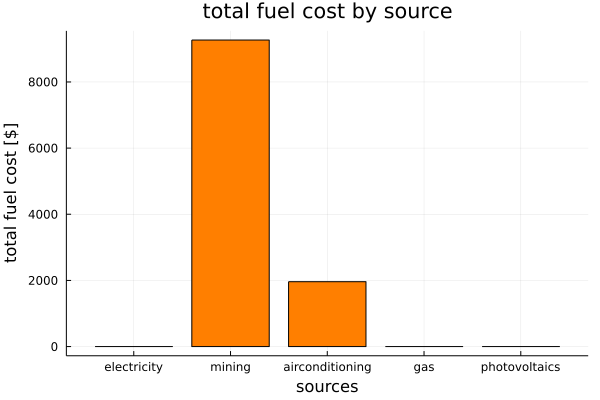 total fuel cost by source
total fuel cost [$]
8000
6000
4000
2000
0
electricity mining airconditioning gas photovoltaics
sources